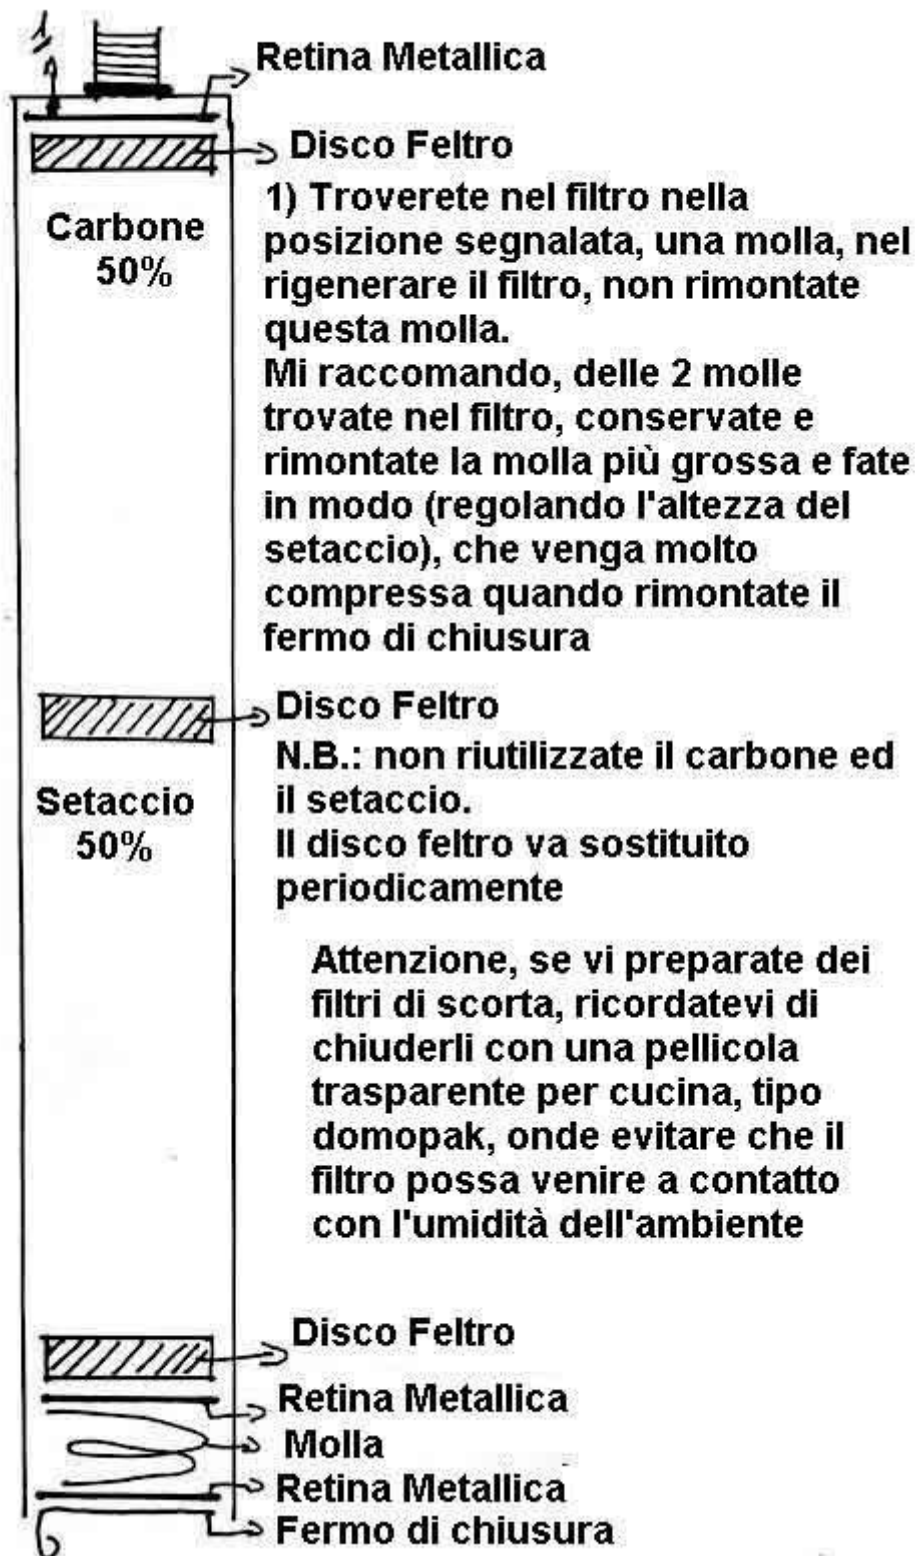 1
Retina Metallica
Disco Feltro
Carbone
50%
1) Troverete nel filtro nella
posizione segnalata, una molla, nel
rigenerare il filtro, non rimontate
questa molla.
Mi raccomando, delle 2 molle
trovate nel filtro, conservate e
rimontate la molla più grossa e fate
in modo (regolando l'altezza del
setaccio), che venga molto
compressa quando rimontate il
fermo di chiusura
Disco Feltro
N.B.: non riutilizzate il carbone ed
il setaccio.
Il disco feltro va sostituito
periodicamente
Setaccio
50%
Attenzione, se vi preparate dei
filtri di scorta, ricordatevi di
chiuderli con una pellicola
trasparente per cucina, tipo
domopak, onde evitare che il
filtro possa venire a contatto
con l'umidità dell'ambiente
Disco Feltro
Retina Metallica
Molla
Retina Metallica
Fermo di chiusura